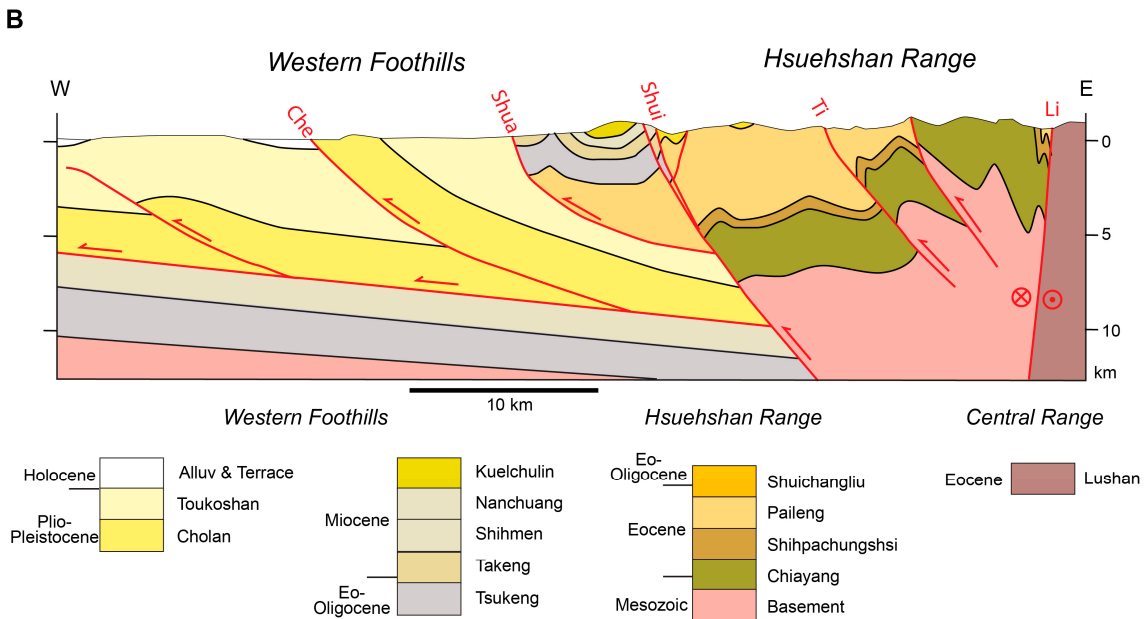 B
Western Foothills
Hsuehshan Range
W
E
Che
Shua
Shui
Ti
Li
0
5
10
km
10 km
Western Foothills
Hsuehshan Range
Central Range
Holocene
Alluv & Terrace
Toukoshan
Plio-
Pleistocene
Cholan
Kuelchulin
Nanchuang
Miocene
Shihmen
Takeng
Eo-
Oligocene
Tsukeng
Eo-
Oligocene
Shuichangliu
Paileng
Eocene
Shihpachungshsi
Chiayang
Mesozoic
Basement
Eocene
Lushan